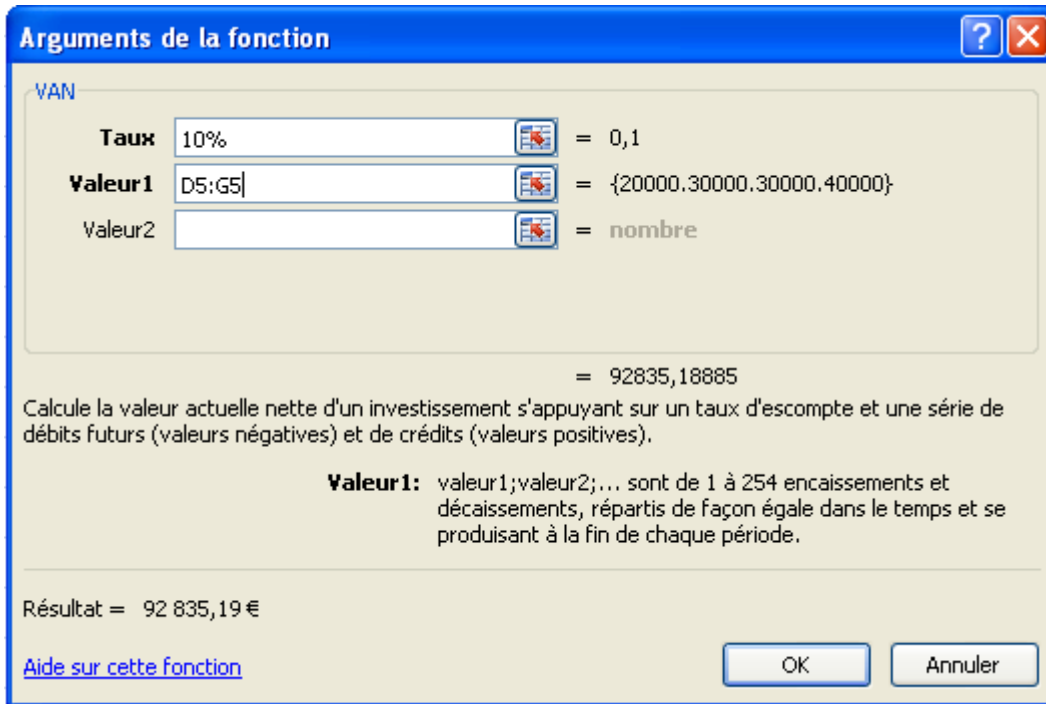 Arguments de la fonction
VAN
Taux 10% = 0,1
Valeur1 D5:G5 = {20000.30000.30000.40000}
Valeur2 = nombre
= 92835,18885
Calcule la valeur actuelle nette d'un investissement s'appuyant sur un taux d'escompte et une série de
débits futurs (valeurs négatives) et de crédits (valeurs positives).
Valeur1: valeur1;valeur2;... sont de 1 à 254 encaissements et
décaissements, répartis de façon égale dans le temps et se
produisant à la fin de chaque période.
Résultat = 92 835,19 €
Aide sur cette fonction
OK Annuler